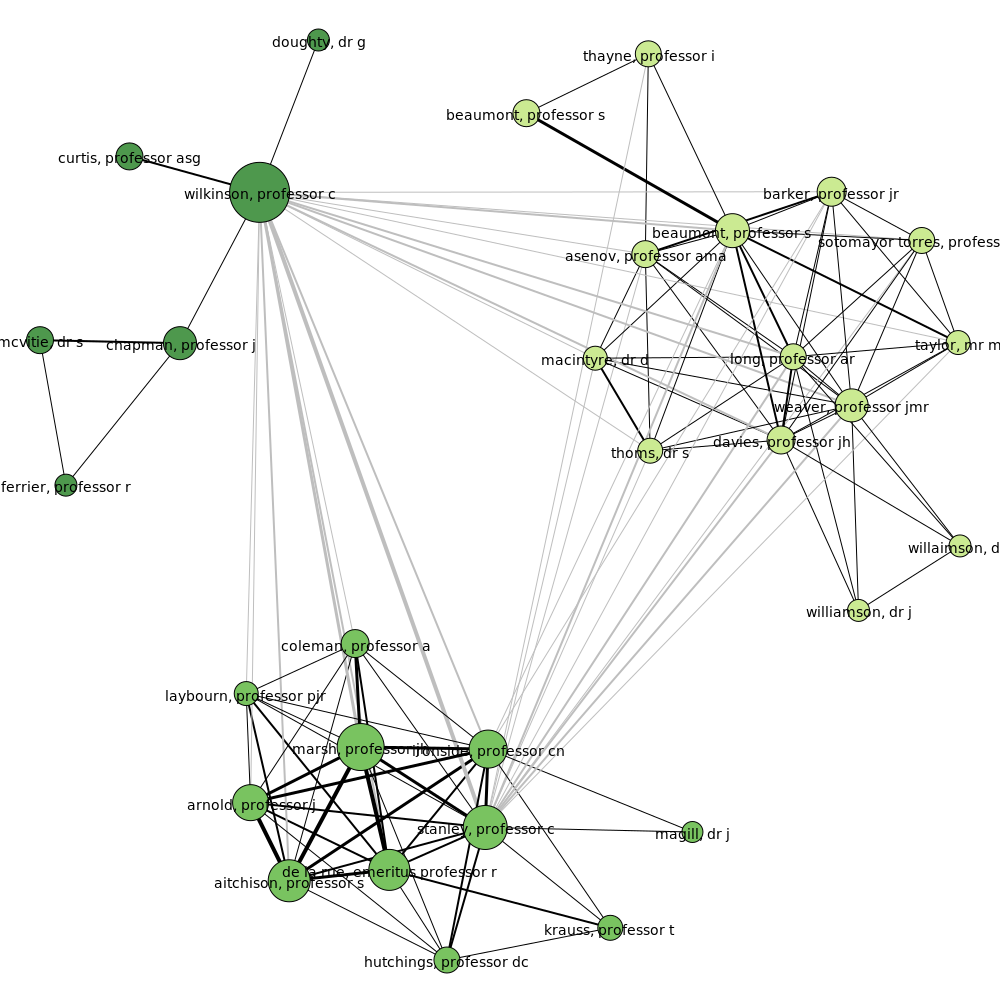 doughty, dr g
thayne, professor i
beaumont, professor s
curtis, professor asg
wilkinson, professor c
barker, professor jr
beaumont, professor s
sotomayor torres, profess
asenov, professor ama
mcvitie, dr s
chapman, professor j
taylor, mr m
macintyre, dr d
long, professor ar
weaver, professor jmr
davies, professor jh
thoms, dr s
ferrier, professor r
willaimson, d
williamson, dr j
coleman, professor a
laybourn, professor pjr
marsh, professor jh
ironside, professor cn
arnold, professor j
stanley, professor c
magill, dr j
de la rue, emeritus professor r
aitchison, professor s
krauss, professor t
hutchings, professor dc